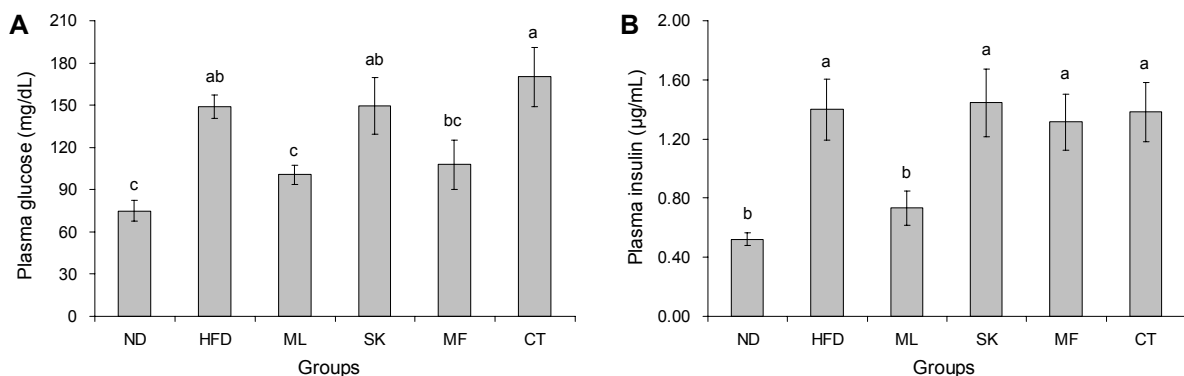 A
Plasma glucose (mg/dL)
210
180
150
120
90
60
30
0
c
ab
c
ab
bc
a
ND HFD ML SK MF CT
Groups
B
Plasma insulin (µg/mL)
2.00
1.60
1.20
0.80
0.40
0.00
b
a
b
a
a
a
ND HFD ML SK MF CT
Groups